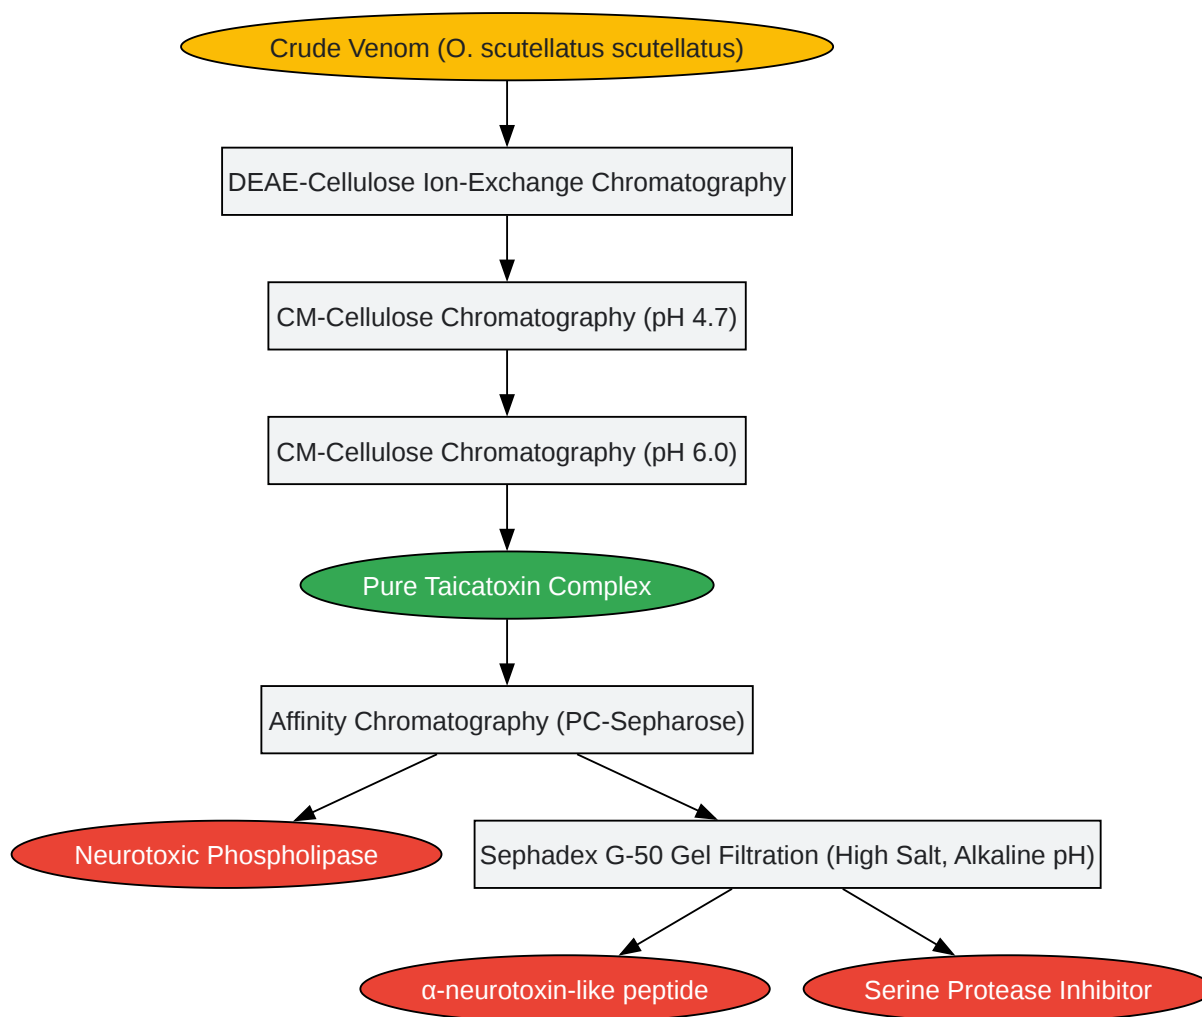 Crude Venom (O. scutellatus scutellatus)
DEAE-Cellulose Ion-Exchange Chromatography
CM-Cellulose Chromatography (pH 4.7)
CM-Cellulose Chromatography (pH 6.0)
Pure Taicatoxin Complex
Affinity Chromatography (PC-Sepharose)
Neurotoxic Phospholipase
Sephadex G-50 Gel Filtration (High Salt, Alkaline pH)
α-neurotoxin-like peptide
Serine Protease Inhibitor